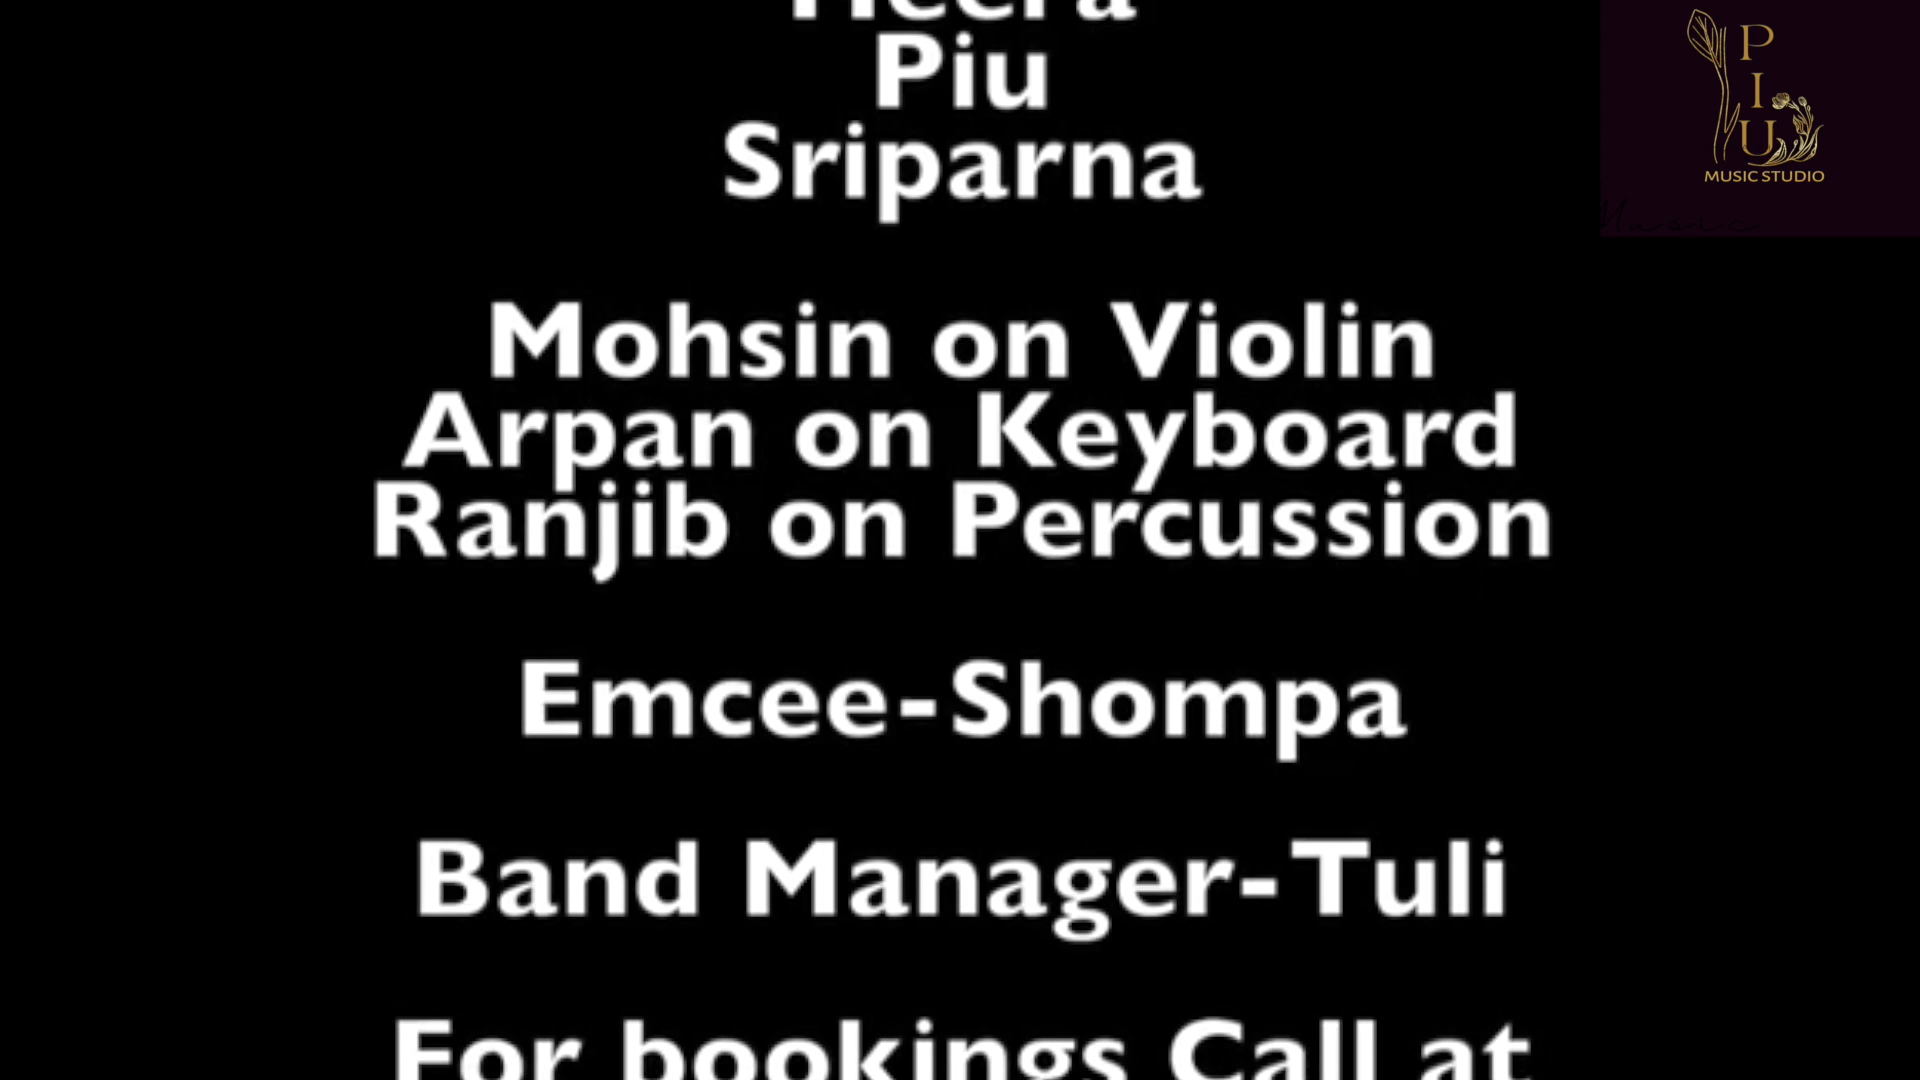 Piu
Sriparna
Mohsin on Violin
Arpan on Keyboard
Ranjib on Percussion
Emcee-Shompa
Band Manager-Tuli
For bookings Call at
P
I
U
MUSIC STUDIO
Music